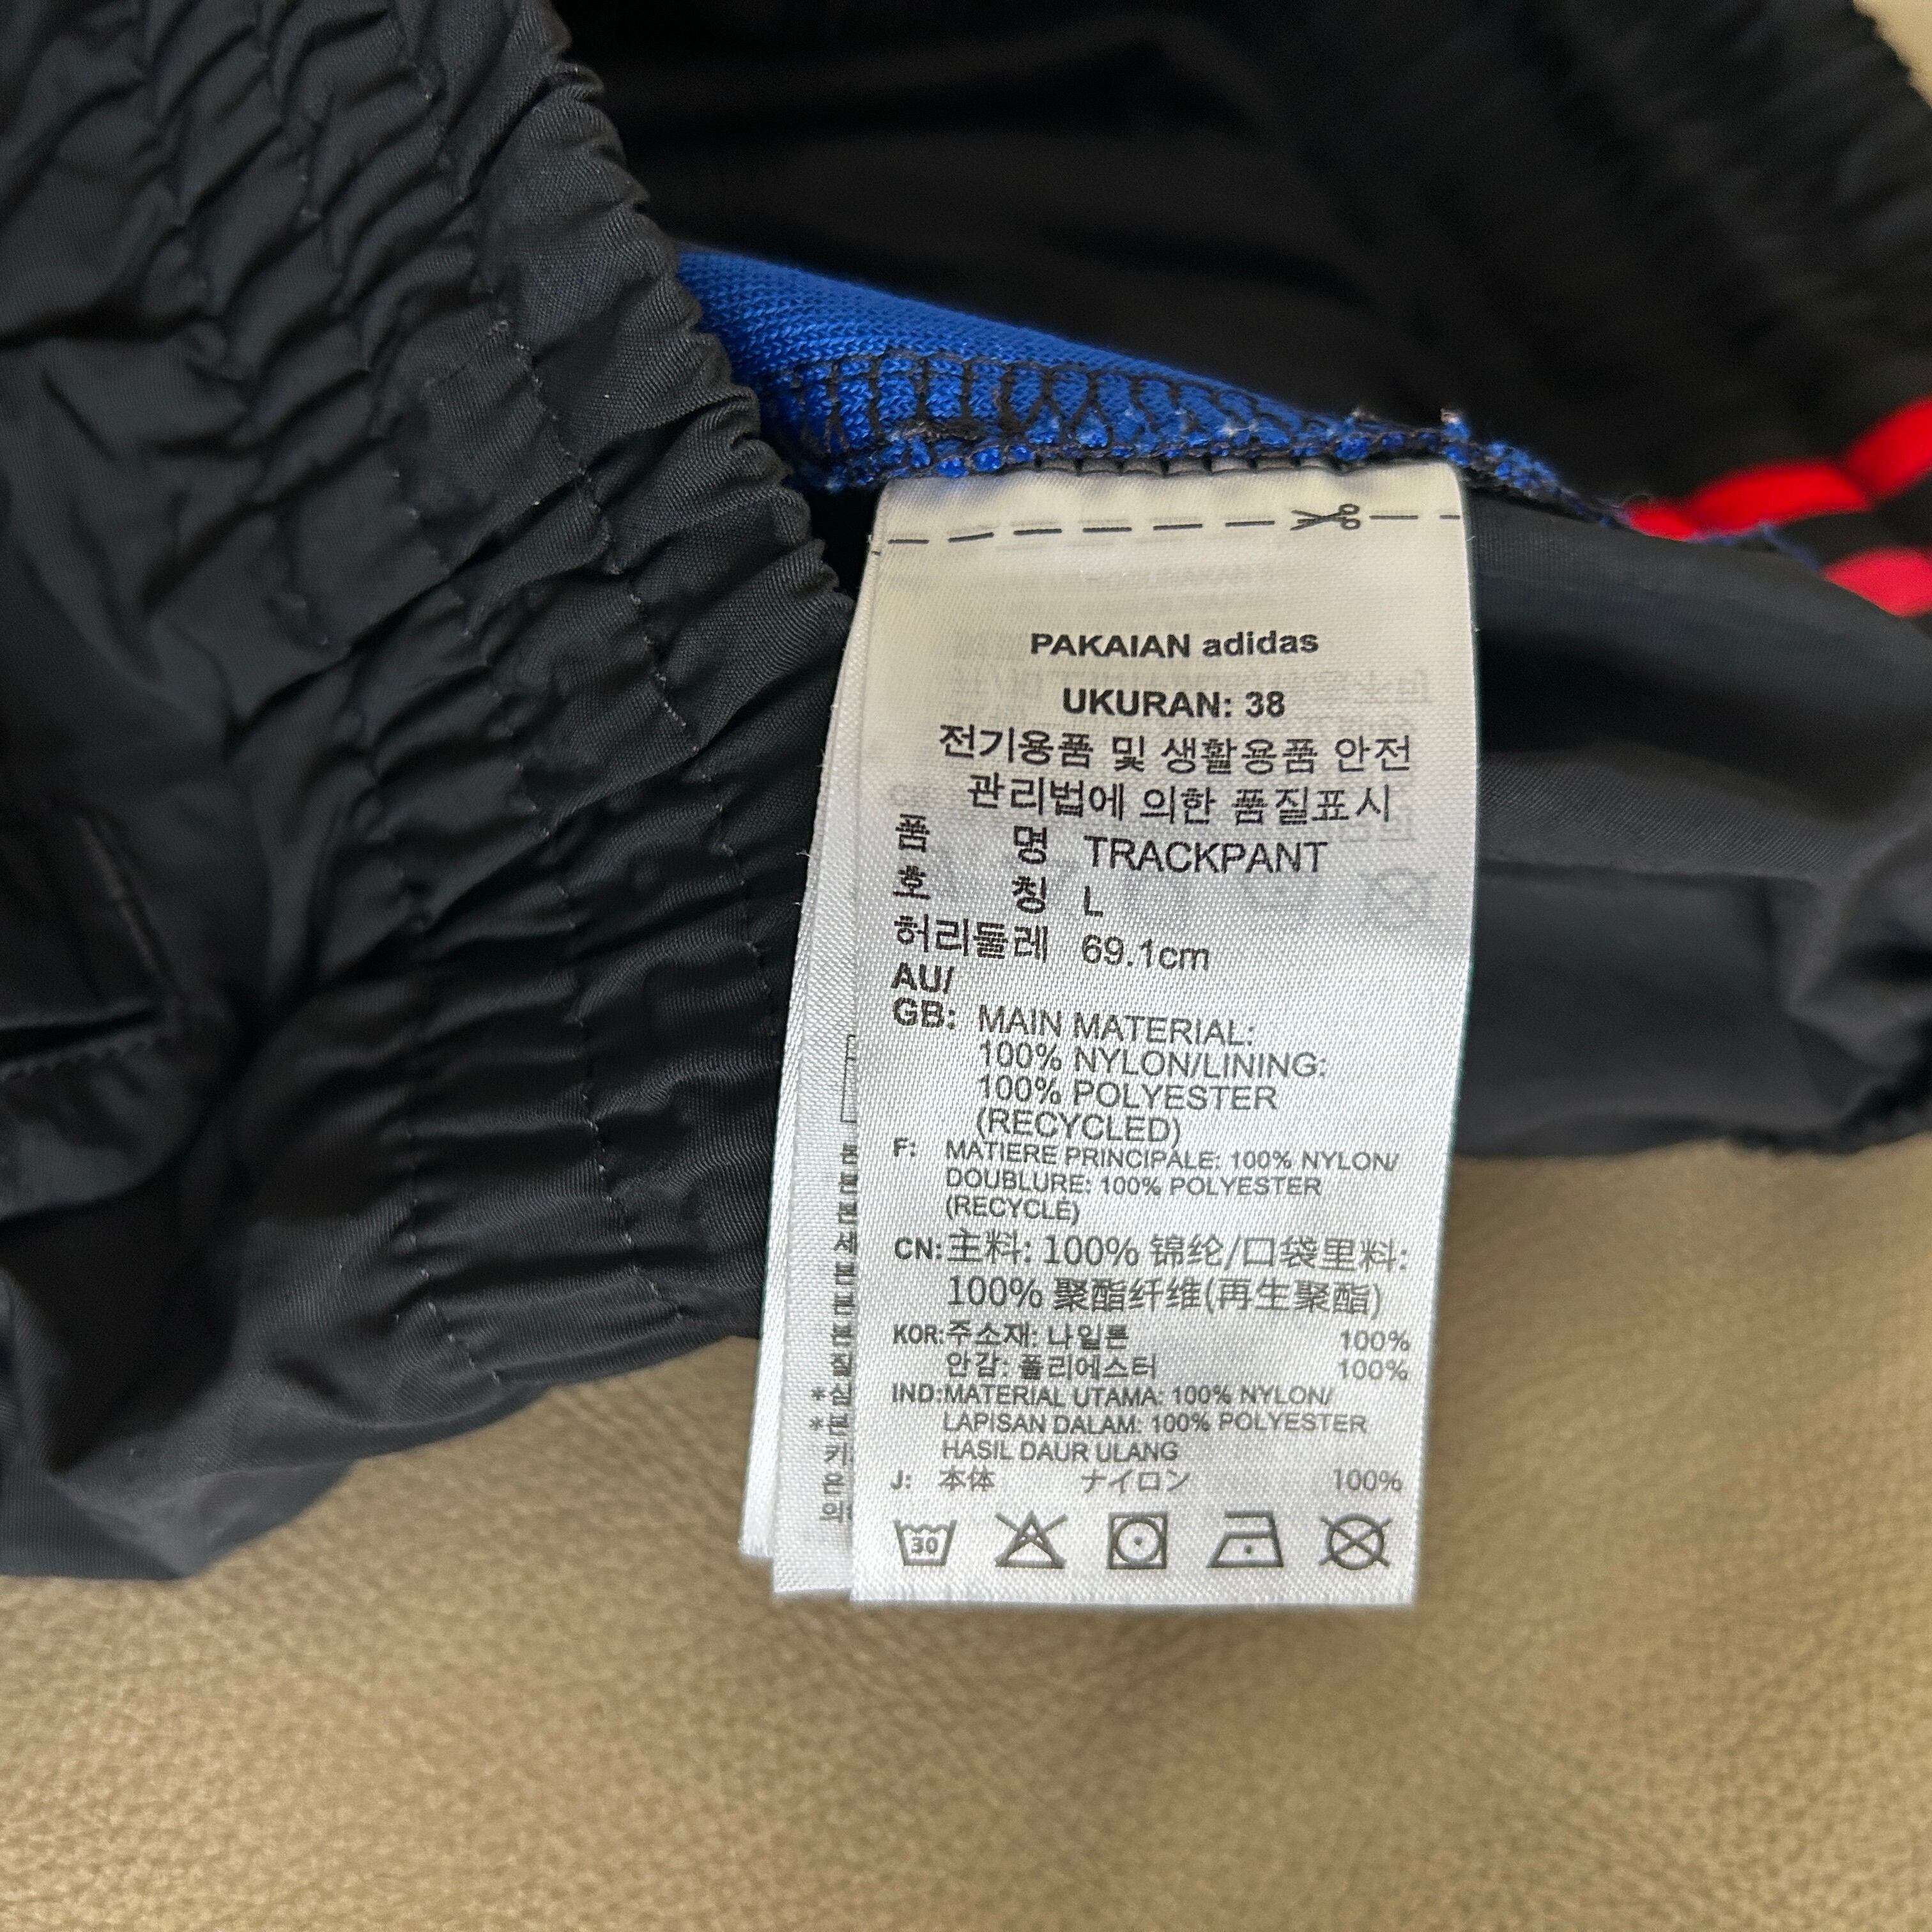 PAKAIAN adidas
UKURAN: 38
전기용품 및 생활용품 안전
관리법에 의한 품질표시
품 명 TRACKPANT
호 칭 L
허리둘레 69.1cm
AU/
GB: MAIN MATERIAL:
100% NYLON/LINING:
100% POLYESTER
(RECYCLED)
F: MATIERE PRINCIPALE: 100% NYLON/
DOUBLURE: 100% POLYESTER
(RECYCLE)
CN: 主料: 100% 锦纶/口袋里料:
100% 聚酯纤维(再生聚酯)
KOR: 주소재: 나일론 100%
안감: 폴리에스터 100%
IND: MATERIAL UTAMA: 100% NYLON/
LAPISAN DALAM: 100% POLYESTER
HASIL DAUR ULANG
J: 本体 ナイロン 100%
30